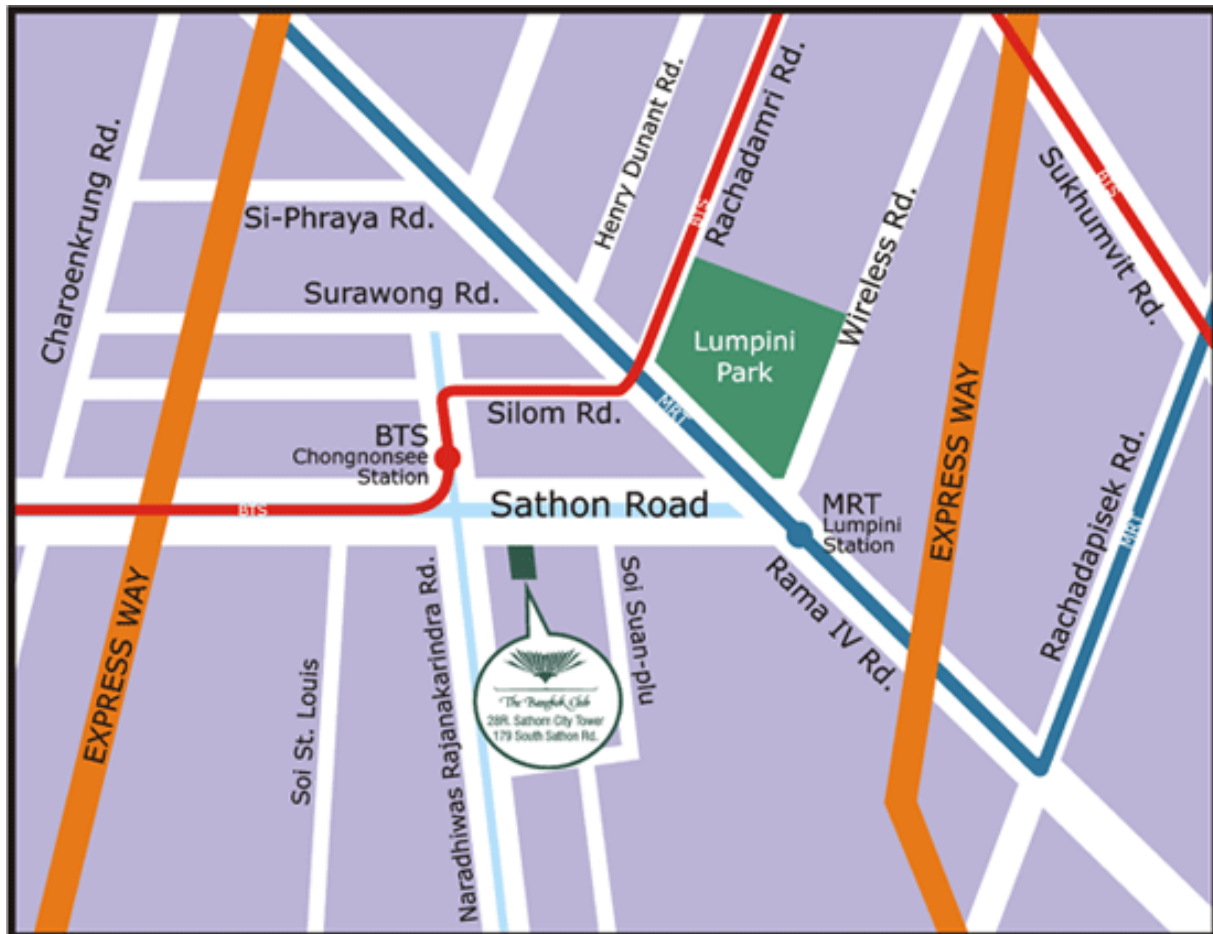 Charoenkrung Rd.
Si-Phraya Rd.
Surawong Rd.
Henry Dunant Rd.
BTS
Rachadamri Rd.
Lumpini
Park
Wireless Rd.
BTS
Sukhumvit Rd.
Silom Rd.
MRT
BTS
Chongnonsee
Station
BTS
Sathon Road
MRT
Lumpini
Station
EXPRESS WAY
Rachadapisek Rd.
MRT
Rama IV Rd.
EXPRESS WAY
Soi St. Louis
Naradhiwas Rajanakarindra Rd.
Soi Suan-plu
The Bangkok Club
28fl. Sathorn City Tower
179 South Sathon Rd.